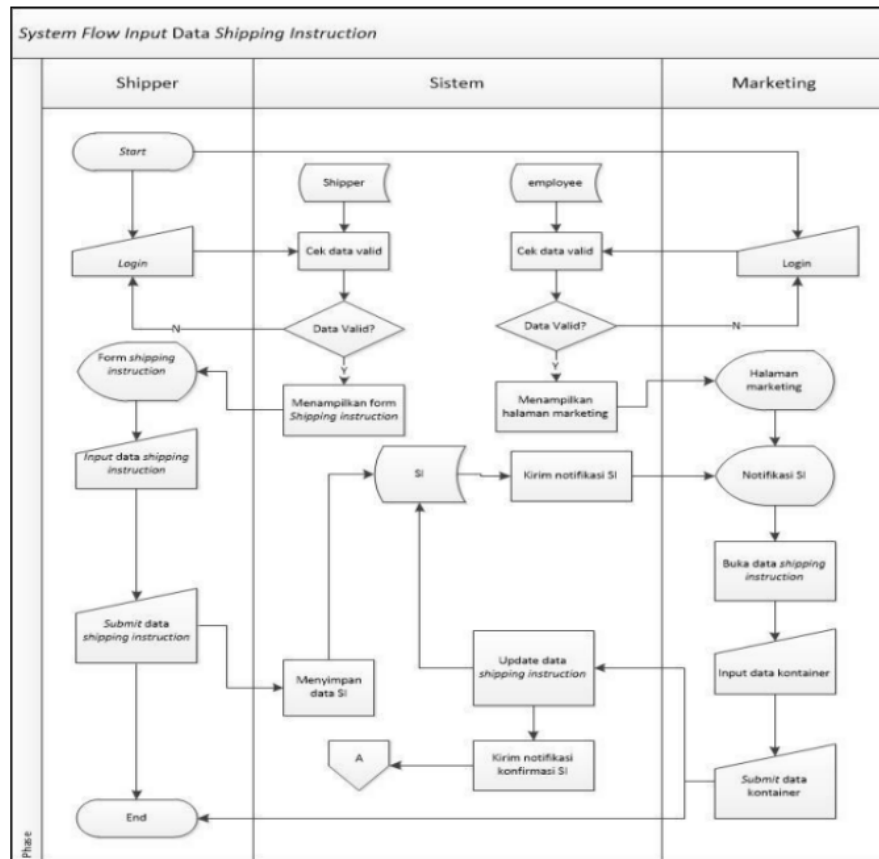 System Flow Input Data Shipping Instruction
Shipper
Sistem
Marketing
Start
Shipper
employee
Login
Cek data valid
Cek data valid
Login
N
Data Valid?
Data Valid?
N
Y
Y
Form shipping
instruction
Menampilkan form
Shipping instruction
Menampilkan
halaman marketing
Halaman
marketing
Input data shipping
instruction
SI
Kirim notifikasi SI
Notifikasi SI
Buka data shipping
instruction
Submit data
shipping instruction
Menyimpan
data SI
Update data
shipping instruction
Input data kontainer
A
Kirim notifikasi
konfirmasi SI
Submit data
kontainer
End
Phase